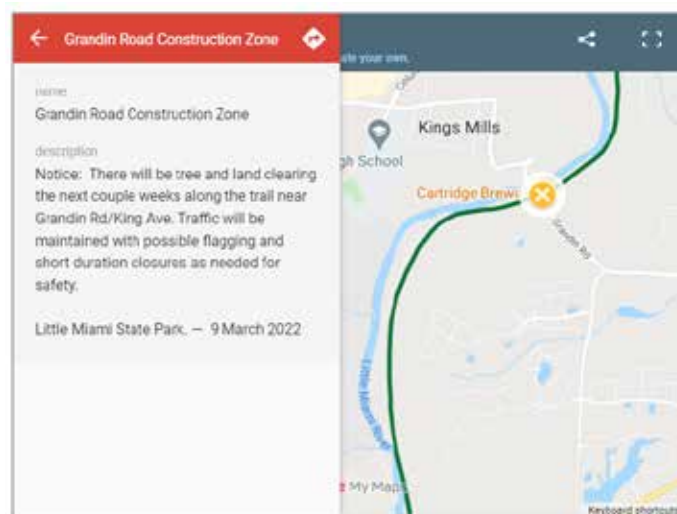 Grandin Road Construction Zone
ate your own.
name
Grandin Road Construction Zone
description
Notice: There will be tree and land clearing
the next couple weeks along the trail near
Grandin Rd/King Ave. Traffic will be
maintained with possible flagging and
short duration closures as needed for
safety.
Little Miami State Park. — 9 March 2022
Kings Mills
gh School
Cartridge Brewi
Grandin Rd
Little Miami River
My Maps
Keyboard shortcuts